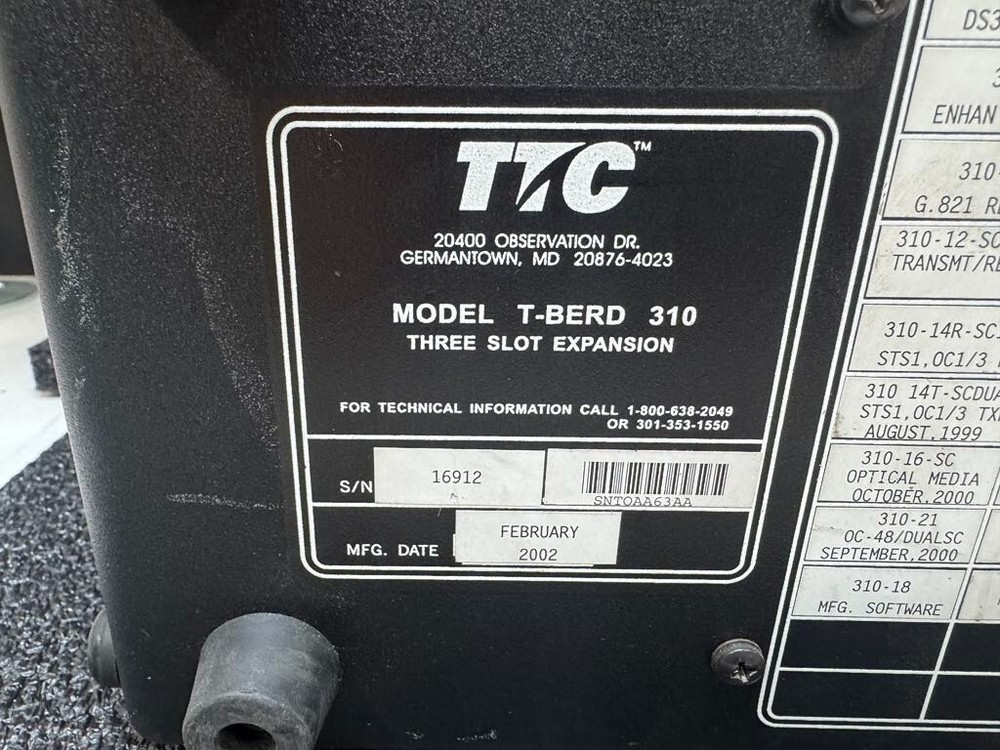 TTC™
20400 OBSERVATION DR.
GERMANTOWN, MD 20876-4023
MODEL T-BERD 310
THREE SLOT EXPANSION
FOR TECHNICAL INFORMATION CALL 1-800-638-2049
OR 301-353-1550
S/N
16912
SNTOAA63AA
MFG. DATE
FEBRUARY
2002
DS3
ENHAN
310-
G.821
310-12-SC
TRANSMT/RE
310-14R-SC
STS1,OC1/3
310 14T-SCDUA
STS1,OC1/3 TX
AUGUST,1999
310-16-SC
OPTICAL MEDIA
OCTOBER,2000
310-21
OC-48/DUALSC
SEPTEMBER,2000
310-18
MFG. SOFTWARE